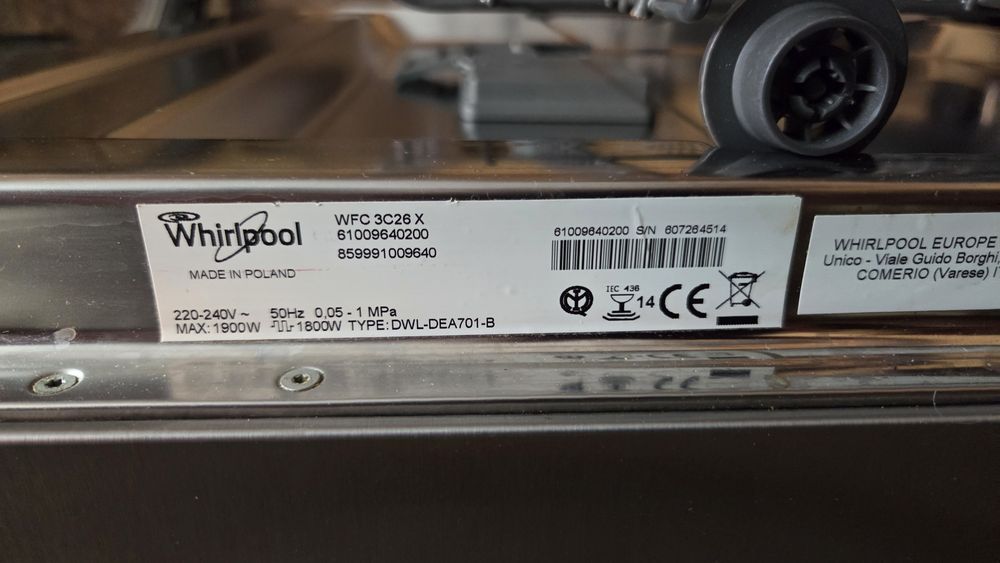 Whirlpool
MADE IN POLAND
WFC 3C26 X
61009640200
859991009640
220-240V ~ 50Hz 0,05 - 1 MPa
MAX: 1900W 1800W TYPE: DWL-DEA701-B
61009640200 S/N 607264514
IEC 436
14 CE
WHIRLPOOL EUROPE
Unico - Viale Guido Borghi,
COMERIO (Varese) I